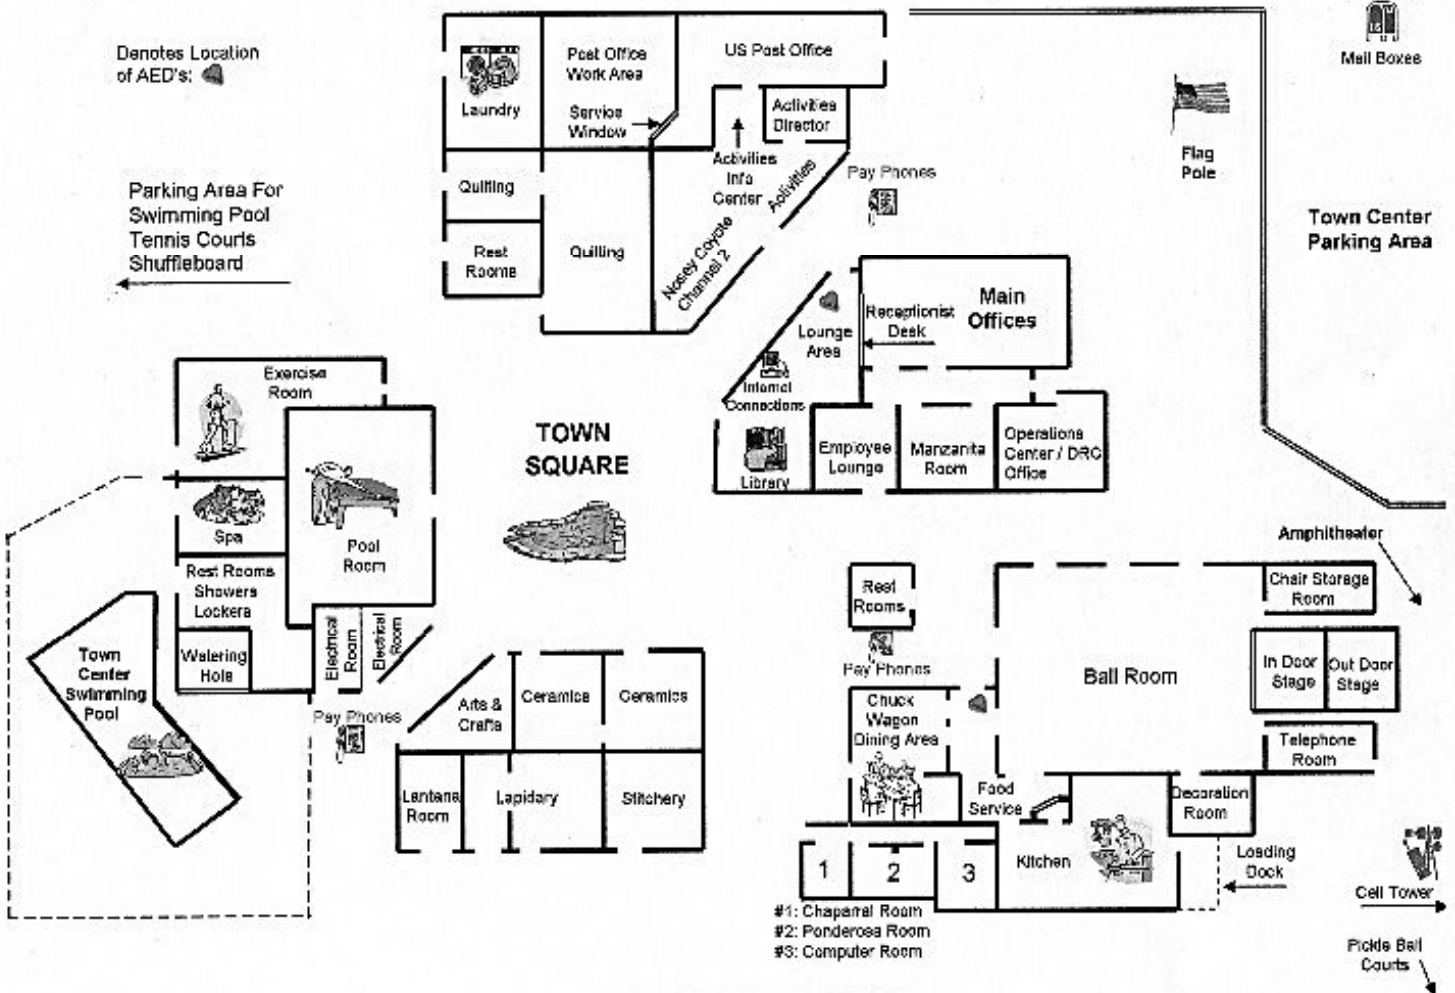 Denotes Location
of AED's:
Laundry
Post Office
Work Area
Service
Window
US Post Office
Activities
Director
Activities
Info
Center
Activities
Nosey Coyote
Channel 2
Pay Phones
Mail Boxes
Flag
Pole
Town Center
Parking Area
Parking Area For
Swimming Pool
Tennis Courts
Shuffleboard
Quilting
Rest
Rooms
Quilting
Lounge
Area
Receptionist
Desk
Main
Offices
Internet
Connections
Library
Employee
Lounge
Manzanita
Room
Operations
Center / DRC
Office
Exercise
Room
Spa
Pool
Room
Rest Rooms
Showers
Lockers
Watering
Hole
Electrical
Room
Electrical
Room
TOWN
SQUARE
Town
Center
Swimming
Pool
Pay Phones
Arts &
Crafts
Ceramics
Ceramics
Lantana
Room
Lapidary
Stitchery
Amphitheater
Rest
Rooms
Pay Phones
Chuck
Wagon
Dining Area
Food
Service
Ball Room
Chair Storage
Room
In Door
Stage
Out Door
Stage
Telephone
Room
Decoration
Room
Kitchen
Loading
Dock
1
2
3
#1: Chaparral Room
#2: Ponderosa Room
#3: Computer Room
Cell Tower
Pickle Ball
Courts